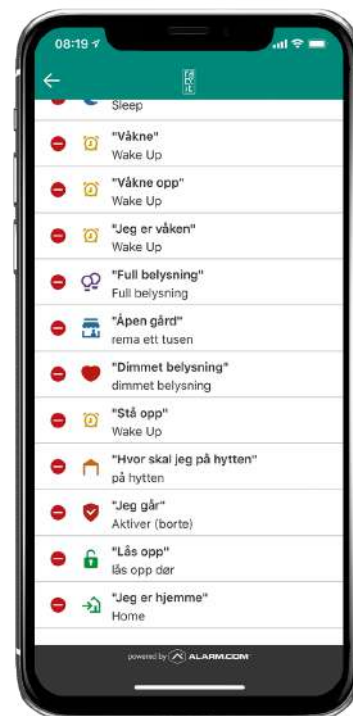 08:19
Sleep
"Våkne"
Wake Up
"Våkne opp"
Wake Up
"Jeg er våken"
Wake Up
"Full belysning"
Full belysning
"Åpen gård"
rema ett tusen
"Dimmet belysning"
dimmet belysning
"Stå opp"
Wake Up
"Hvor skal jeg på hytten"
på hytten
"Jeg går"
Aktiver (borte)
"Lås opp"
lås opp dør
"Jeg er hjemme"
Home
powered by ALARM.COM